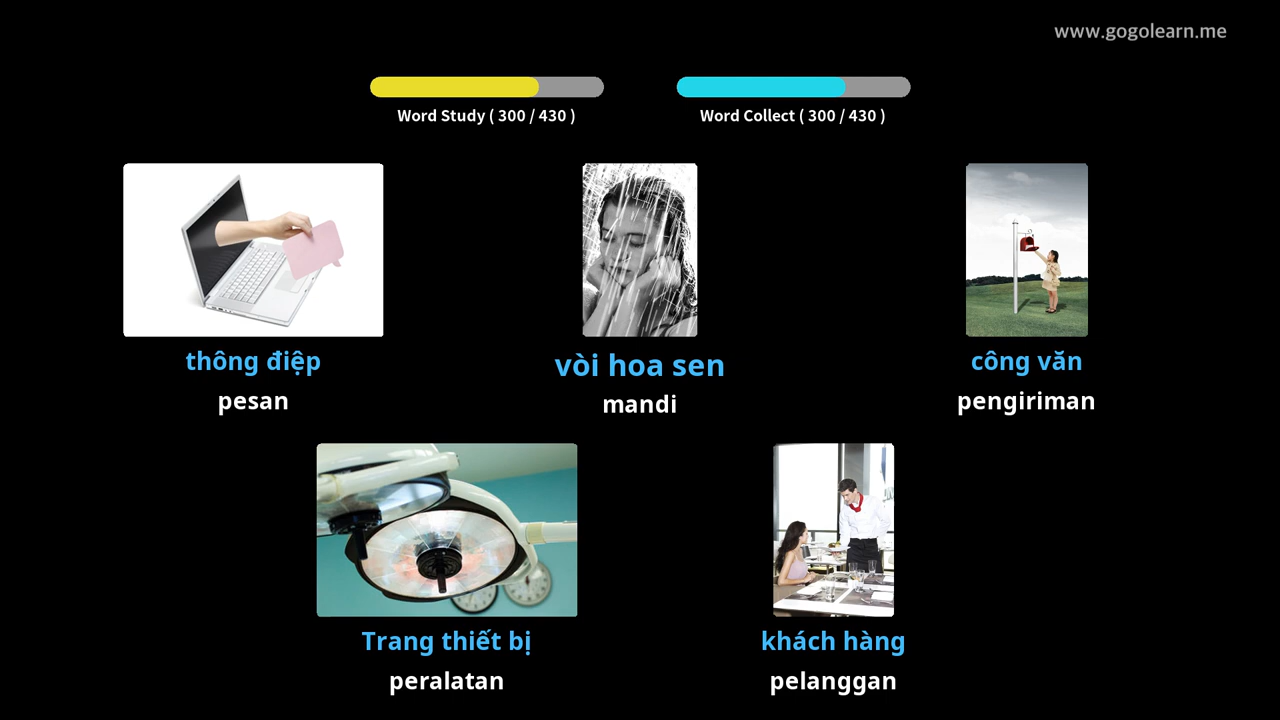 www.gogolearn.me
Word Study ( 300 / 430 )
Word Collect ( 300 / 430 )
thông điệp
pesan
vòi hoa sen
mandi
công văn
pengiriman
Trang thiết bị
peralatan
khách hàng
pelanggan